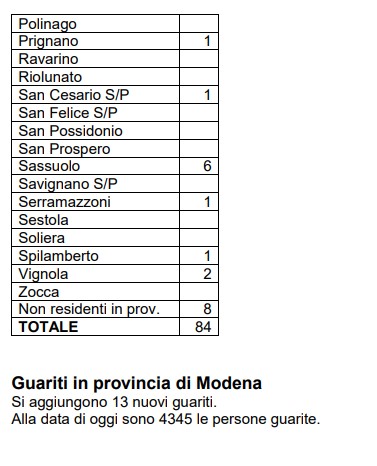 Polinago
Prignano 1
Ravarino
Riolunato
San Cesario S/P 1
San Felice S/P
San Possidonio
San Prospero
Sassuolo 6
Savignano S/P
Serramazzoni 1
Sestola
Soliera
Spilamberto 1
Vignola 2
Zocca
Non residenti in prov. 8
TOTALE 84
Guariti in provincia di Modena
Si aggiungono 13 nuovi guariti.
Alla data di oggi sono 4345 le persone guarite.